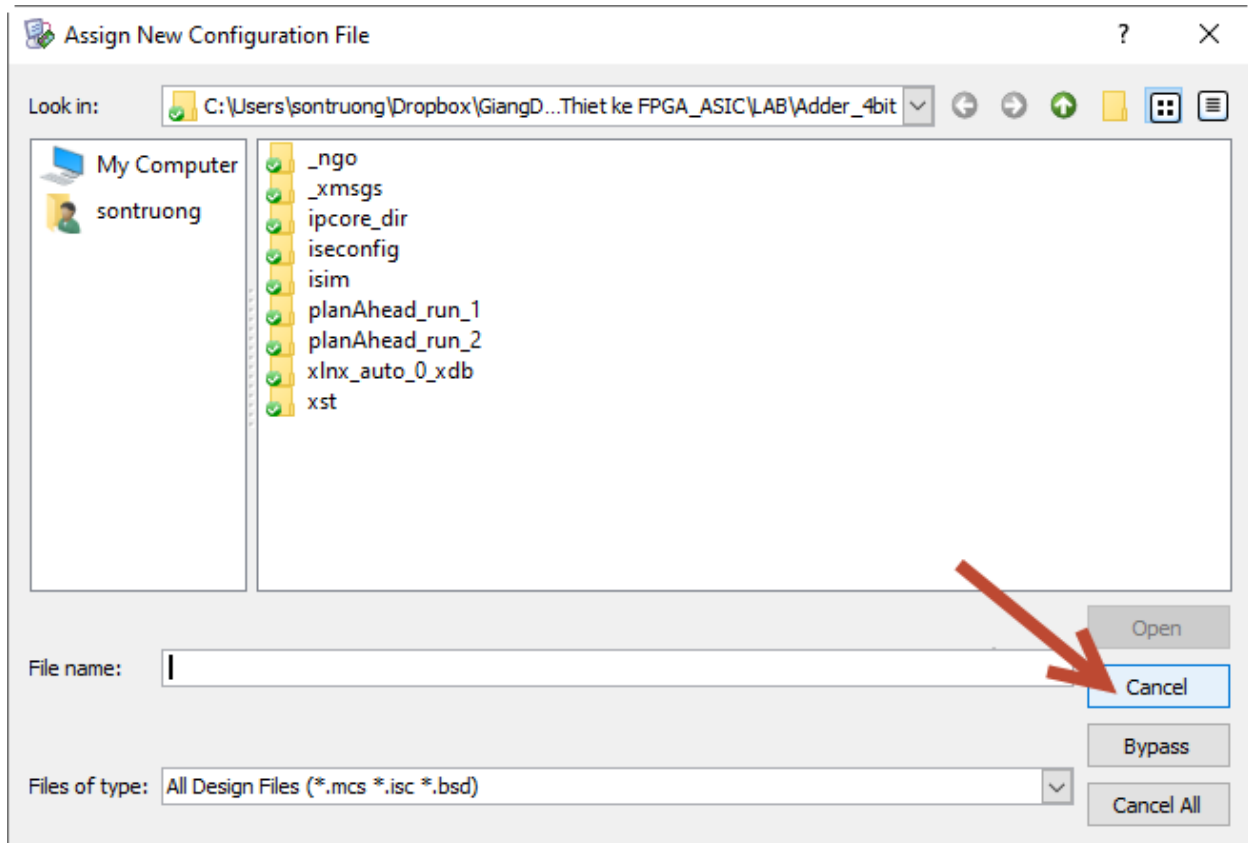 Assign New Configuration File
?
Look in:
C:\Users\sontruong\Dropbox\GiangD...Thiet ke FPGA_ASIC\LAB\Adder_4bit
My Computer
sontruong
_ngo
_xmsgs
ipcore_dir
iseconfig
isim
planAhead_run_1
planAhead_run_2
xlnx_auto_0_xdb
xst
Open
File name:
Cancel
Bypass
Files of type: All Design Files (*.mcs *.isc *.bsd)
Cancel All